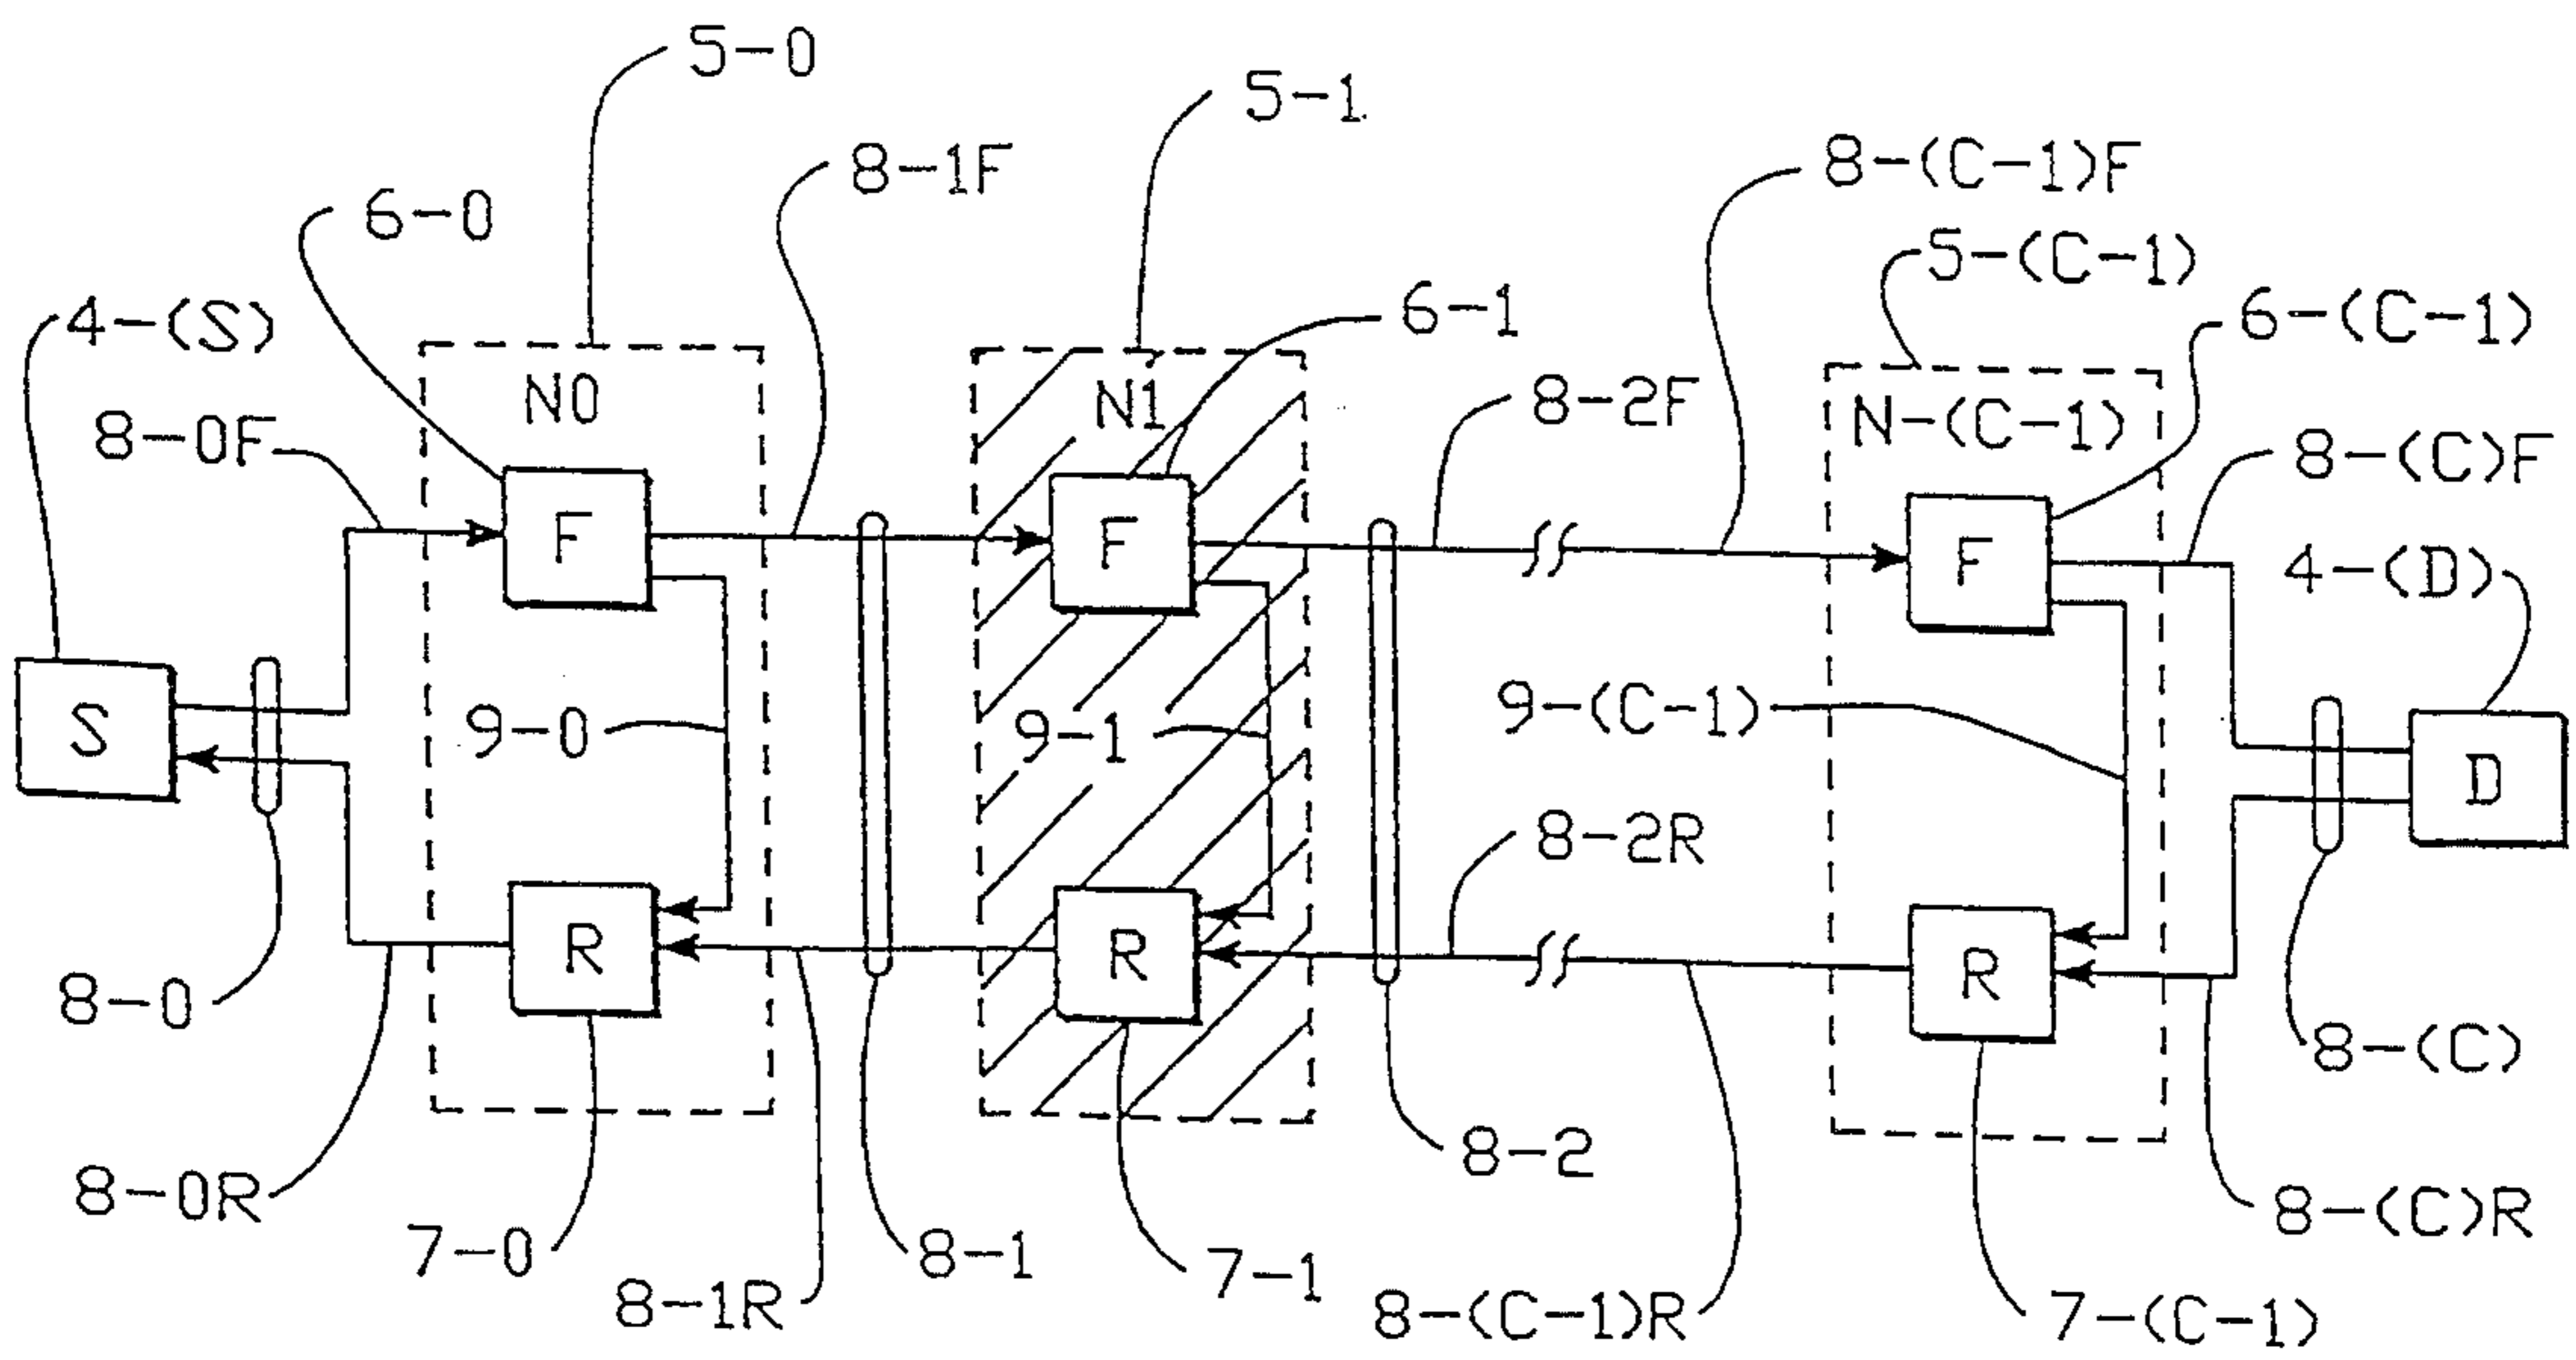 5-0
5-1
8-1F
8-(C-1)F
6-0
5-(C-1)
4-(S)
6-1
6-(C-1)
N0
N1
8-2F
N-(C-1)
8-0F
8-(C)F
F
F
F
4-(D)
S
9-0
9-1
9-(C-1)
D
8-2R
R
R
R
8-0
8-(C)
8-2
8-0R
8-(C)R
7-0
8-1
7-1
8-1R
8-(C-1)R
7-(C-1)